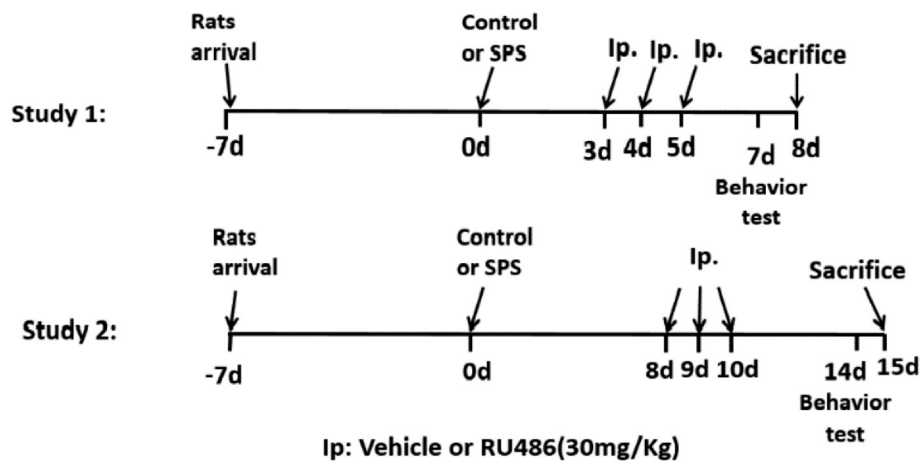 Rats
arrival
Control
or SPS
Ip. Ip. Ip.
Sacrifice
Study 1:
-7d 0d 3d 4d 5d 7d 8d
Behavior
test
Rats
arrival
Control
or SPS
Ip.
Sacrifice
Study 2:
-7d 0d 8d 9d 10d 14d 15d
Behavior
test
Ip: Vehicle or RU486(30mg/Kg)